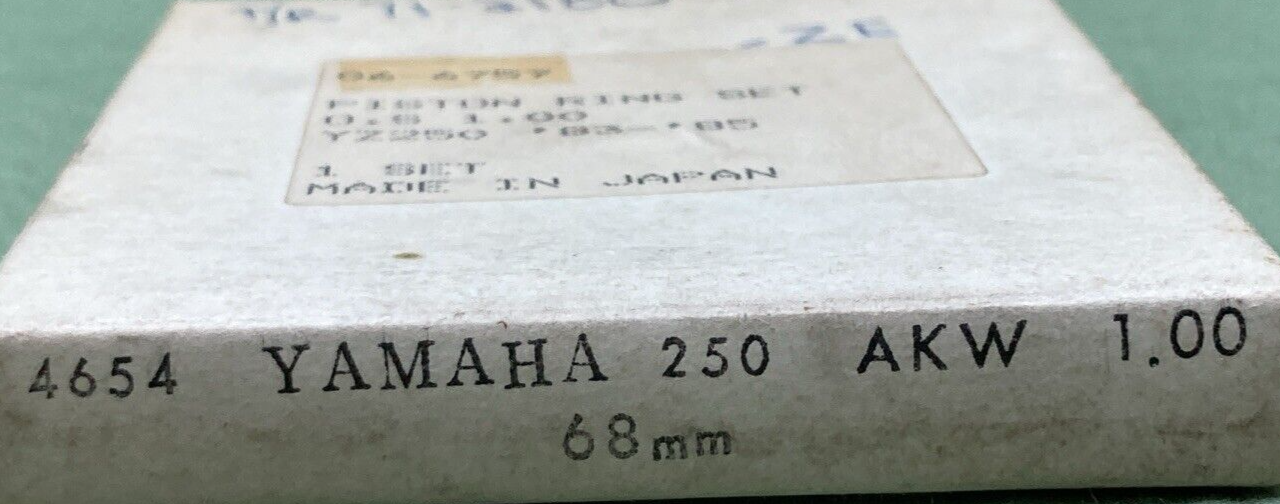 06 6757
PISTON RING SET
O.S 1.00
YZ250 '83-'85
1 SET
MADE IN JAPAN
4654 YAMAHA 250 AKW 1.00
68mm